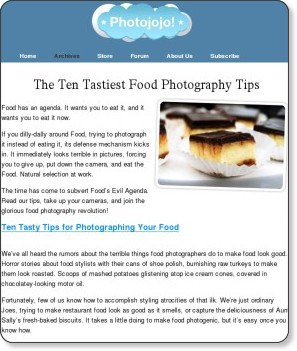 Photojojo!
Home Archives Store Forum About Us Subscribe
The Ten Tastiest Food Photography Tips
Food has an agenda. It wants you to eat it, and it
wants you to eat it now.
If you dilly-dally around Food, trying to photograph
it instead of eating it, its defense mechanism kicks
in. It immediately looks terrible in pictures, forcing
you to give up, put down the camera, and eat the
Food. Natural selection at work.
The time has come to subvert Food's Evil Agenda.
Read our tips, take up your cameras, and join the
glorious food photography revolution!
Ten Tasty Tips for Photographing Your Food
We've all heard the rumors about the terrible things food photographers do to make food look good.
Horror stories about food stylists with their cans of shoe polish, burnishing raw turkeys to make
them look roasted. Scoops of mashed potatoes glistening atop ice cream cones, covered in
chocolatey-looking motor oil.
Fortunately, few of us know how to accomplish styling atrocities of that ilk. We're just ordinary
Joes, trying to make restaurant food look as good as it smells, or capture the deliciousness of Aun
Sally's fresh-baked biscuits. It takes a little doing to make food photogenic, but it's easy once you
know how.